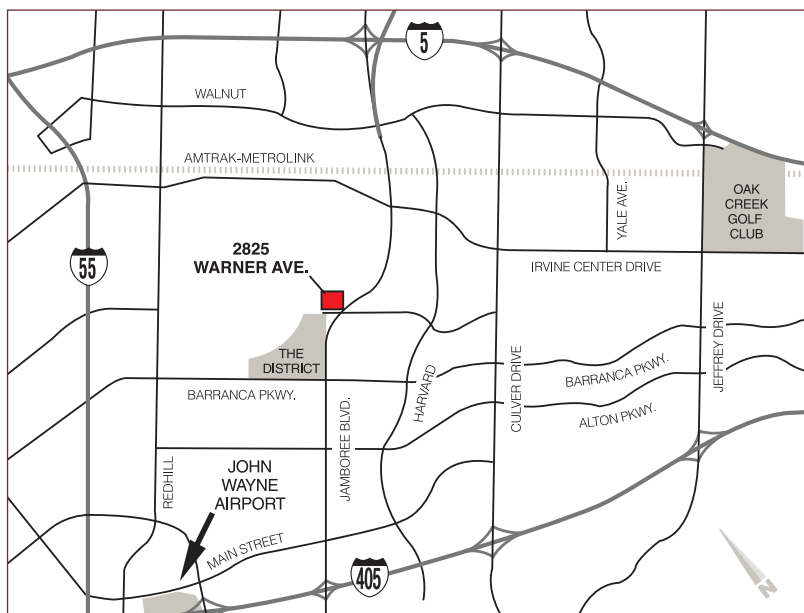 5
WALNUT
AMTRAK-METROLINK
YALE AVE.
OAK
CREEK
GOLF
CLUB
55
2825
WARNER AVE.
IRVINE CENTER DRIVE
THE
DISTRICT
JEFFREY DRIVE
HARVARD
CULVER DRIVE
BARRANCA PKWY.
BARRANCA PKWY.
ALTON PKWY.
JAMBOREE BLVD.
REDHILL
JOHN
WAYNE
AIRPORT
MAIN STREET
405
N